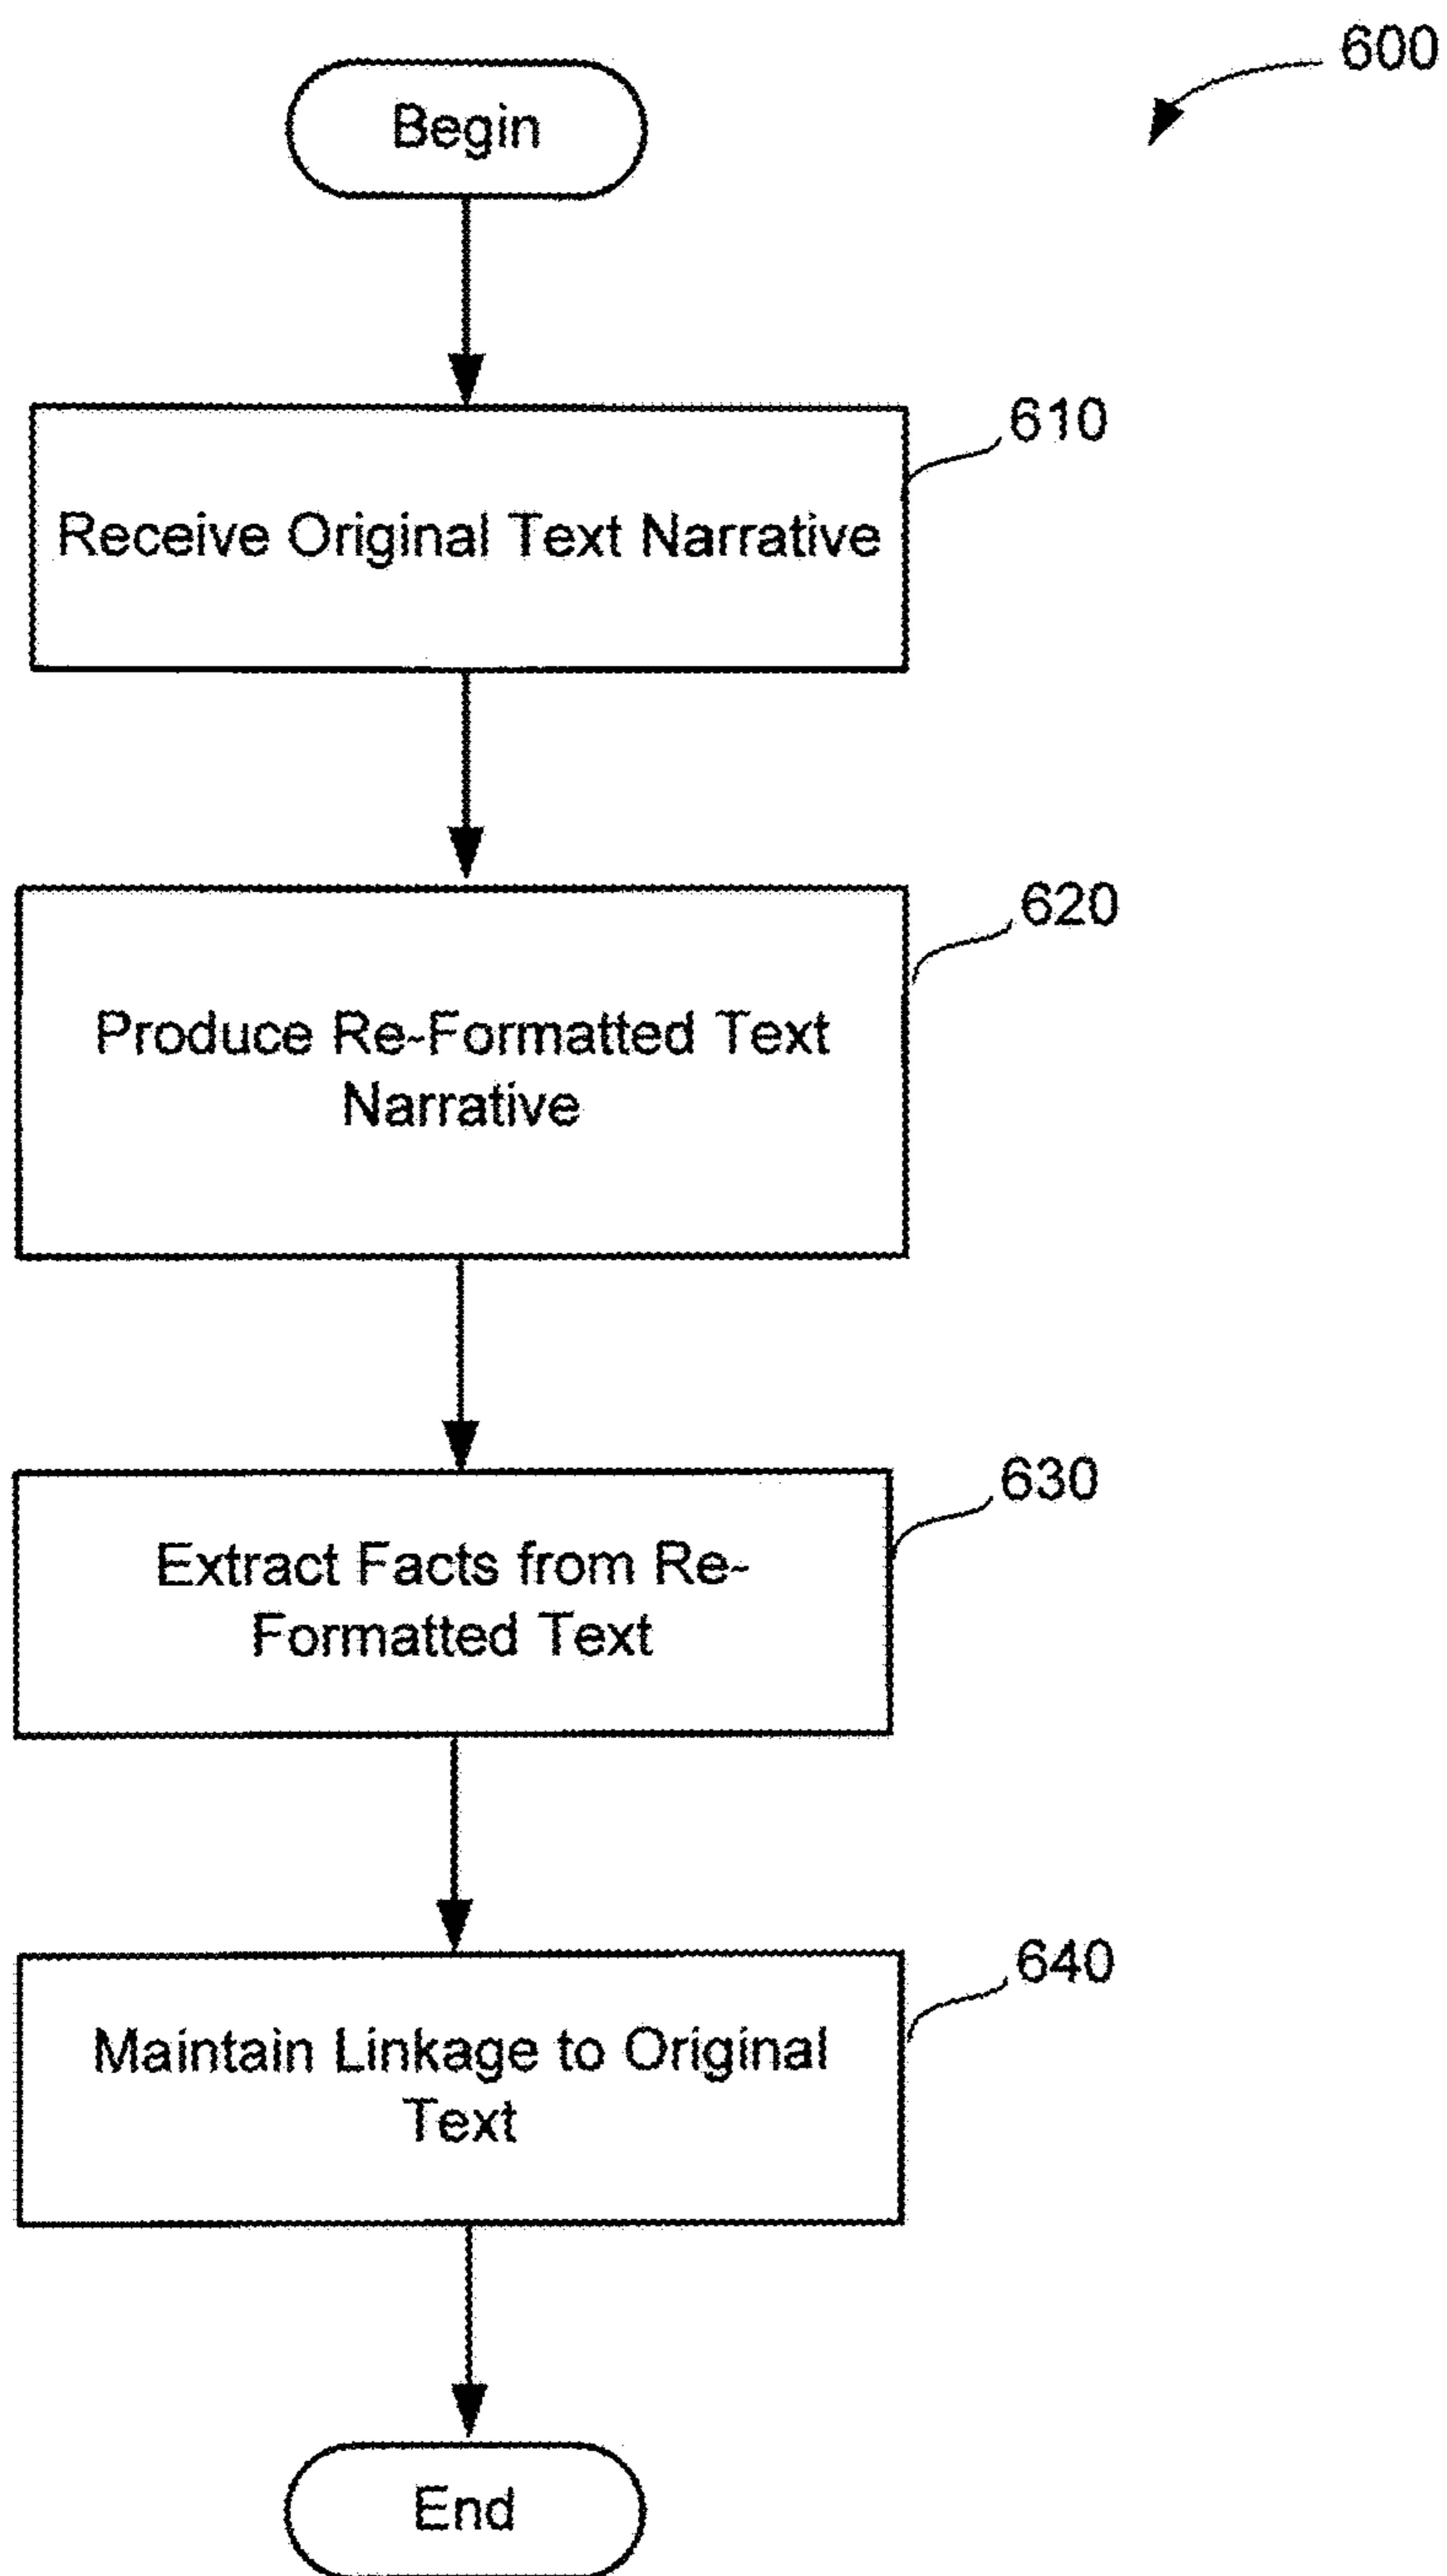 600
Begin
610
Receive Original Text Narrative
620
Produce Re-Formatted Text
Narrative
630
Extract Facts from Re-
Formatted Text
640
Maintain Linkage to Original
Text
End